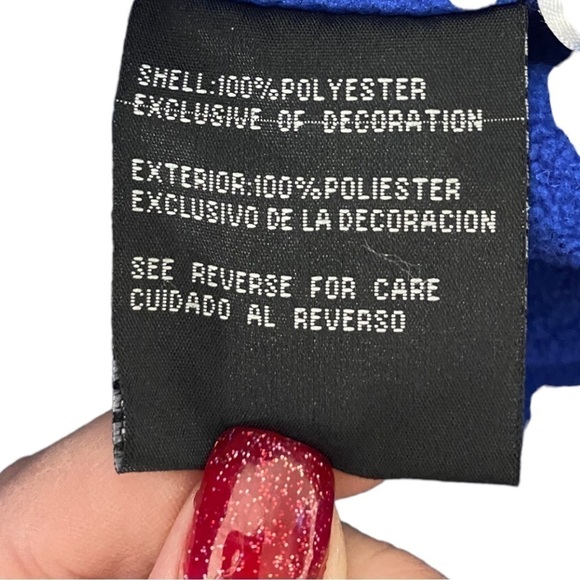 SHELL:100%POLYESTER
EXCLUSIVE OF DECORATION
EXTERIOR:100%POLIESTER
EXCLUSIVO DE LA DECORACION
SEE REVERSE FOR CARE
CUIDADO AL REVERSO